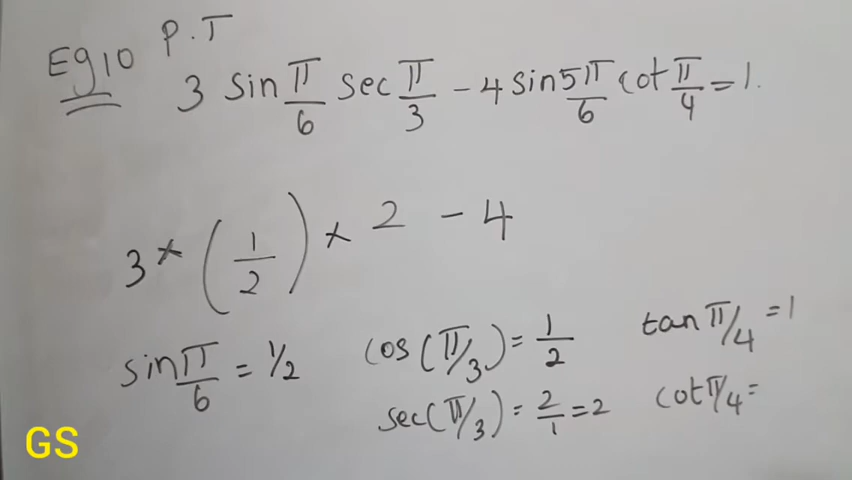 Eg10 P.T
3 sin π/6 sec π/3 - 4 sin 5π/6 cot π/4 = 1.
3 × (1/2) × 2 - 4
sin π/6 = 1/2
cos(π/3) = 1/2
tan π/4 = 1
sec(π/3) = 2/1 = 2
cot π/4 =
GS